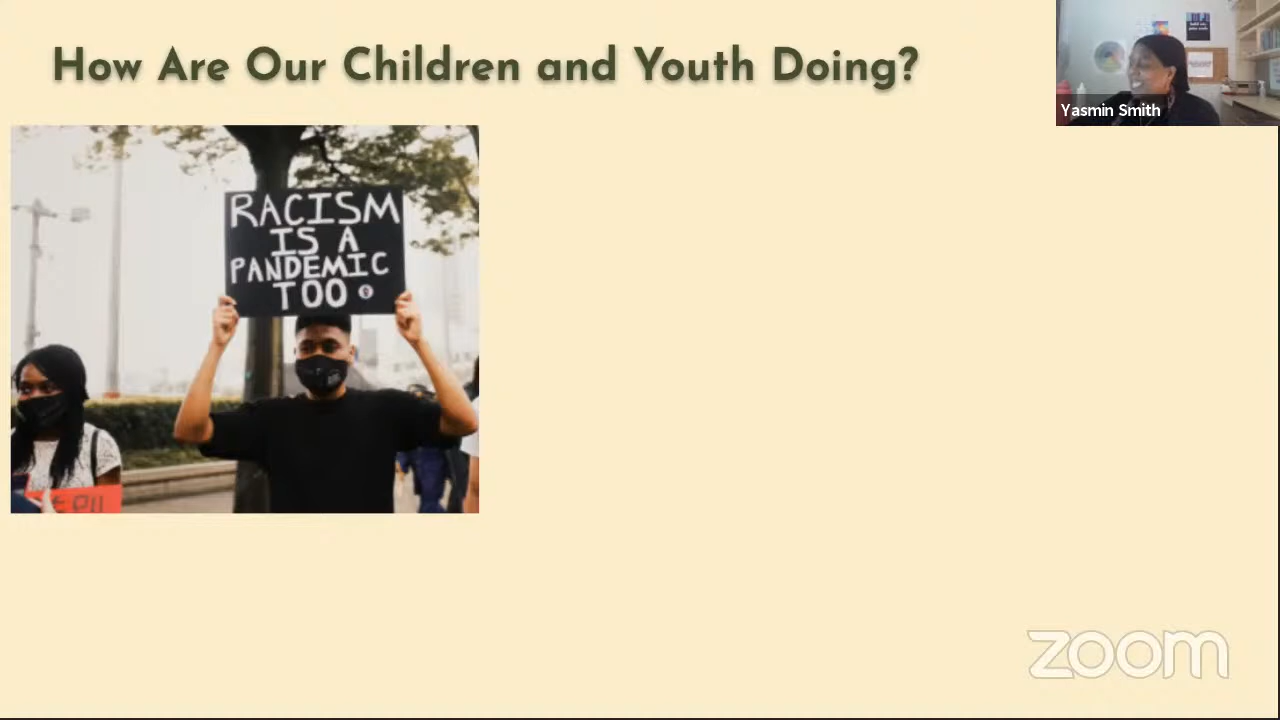 How Are Our Children and Youth Doing?
Yasmin Smith
RACISM
IS A
PANDEMIC
TOO
zoom